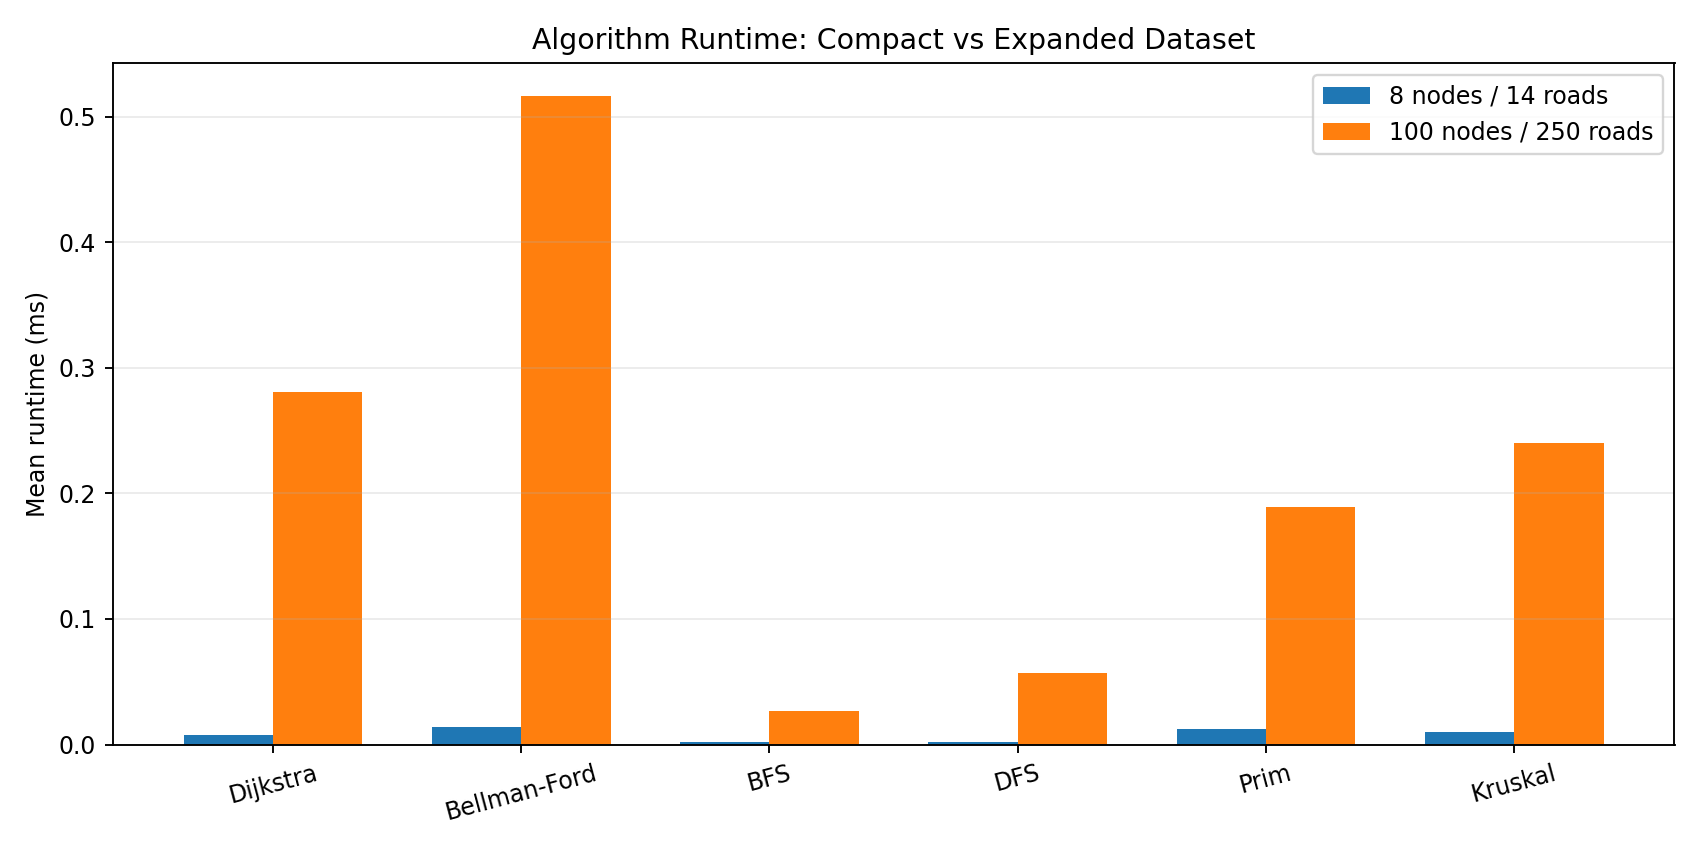 Algorithm Runtime: Compact vs Expanded Dataset
8 nodes / 14 roads
100 nodes / 250 roads
Mean runtime (ms)
0.5
0.4
0.3
0.2
0.1
0.0
Dijkstra
Bellman-Ford
BFS
DFS
Prim
Kruskal